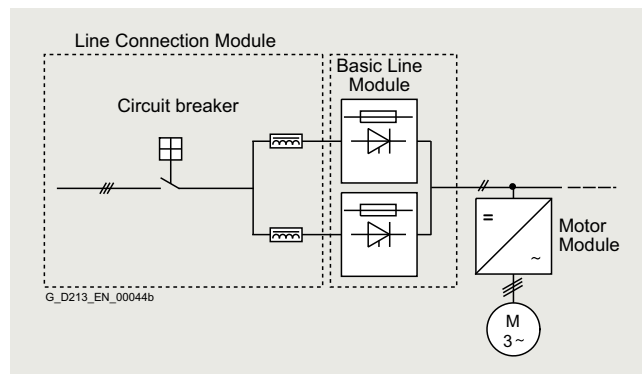 Line Connection Module
Basic Line
Module
Circuit breaker
=
~
Motor
Module
G_D213_EN_00044b
M
3~